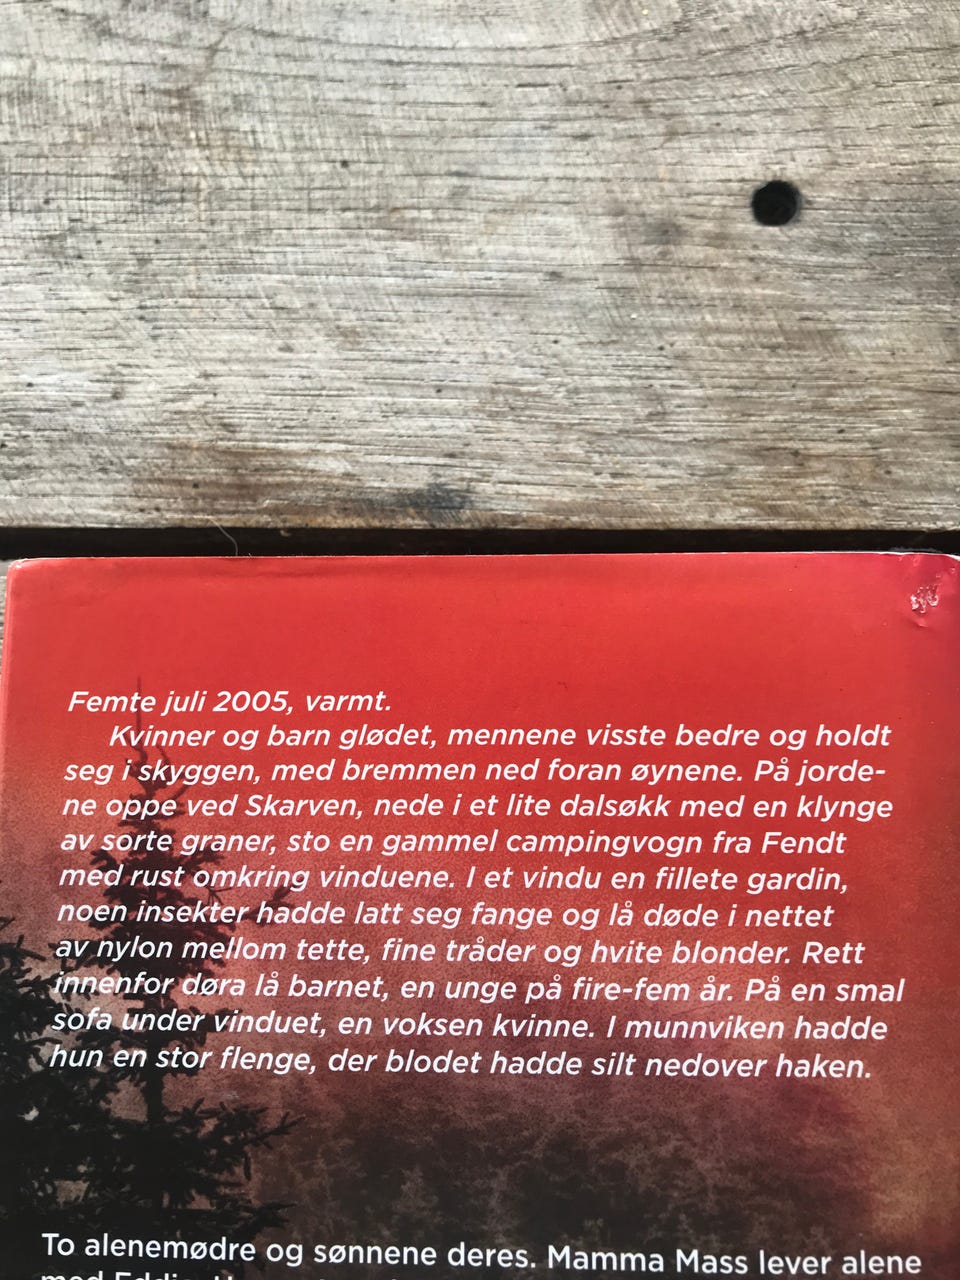 Femte juli 2005, varmt.
Kvinner og barn glødet, mennene visste bedre og holdt
seg i skyggen, med bremmen ned foran øynene. På jorde-
ne oppe ved Skarven, nede i et lite dalsøkk med en klynge
av sorte graner, sto en gammel campingvogn fra Fendt
med rust omkring vinduene. I et vindu en fillete gardin,
noen insekter hadde latt seg fange og lå døde i nettet
av nylon mellom tette, fine tråder og hvite blonder. Rett
innenfor døra lå barnet, en unge på fire-fem år. På en smal
sofa under vinduet, en voksen kvinne. I munnviken hadde
hun en stor flenge, der blodet hadde silt nedover haken.
To alenemødre og sønnene deres. Mamma Mass lever alene
med Eddie.